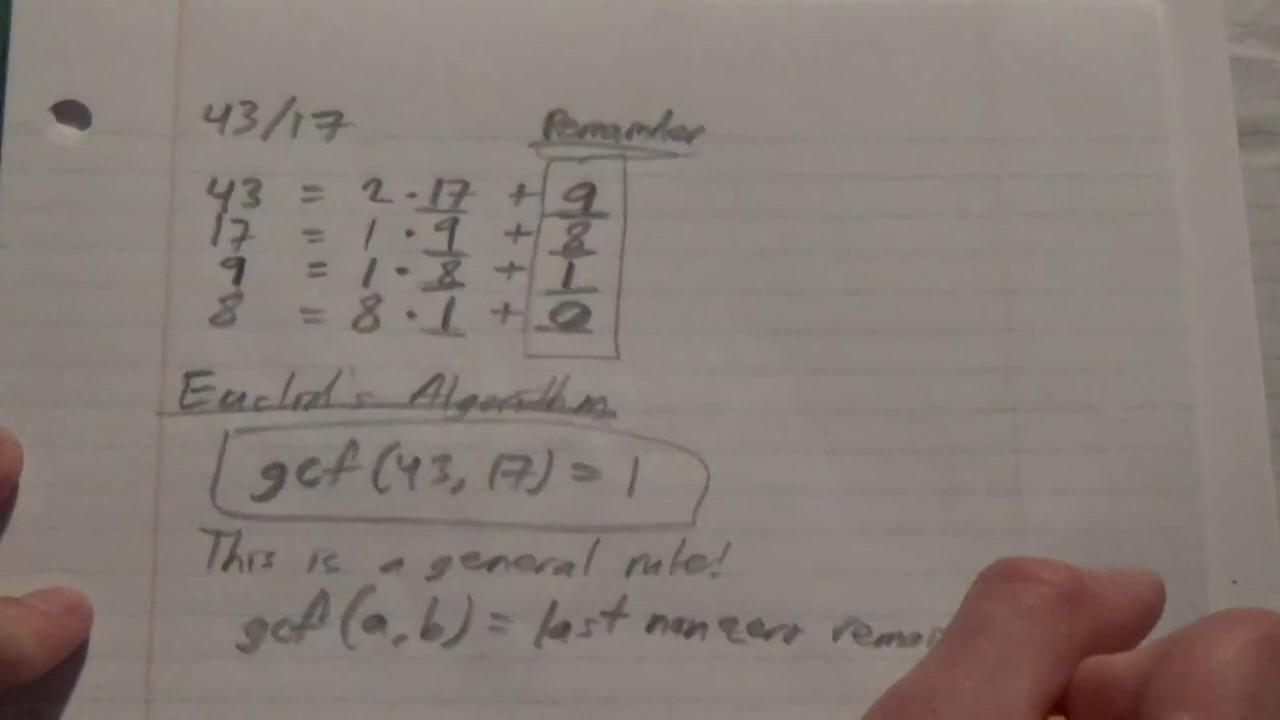 43/17
Remainder
43 = 2 · 17 + 9
17 = 1 · 9 + 8
9 = 1 · 8 + 1
8 = 8 · 1 + 0
Euclid's Algorithm
gcf(43, 17) = 1
This is a general rule!
gcf(a, b) = last nonzero remai